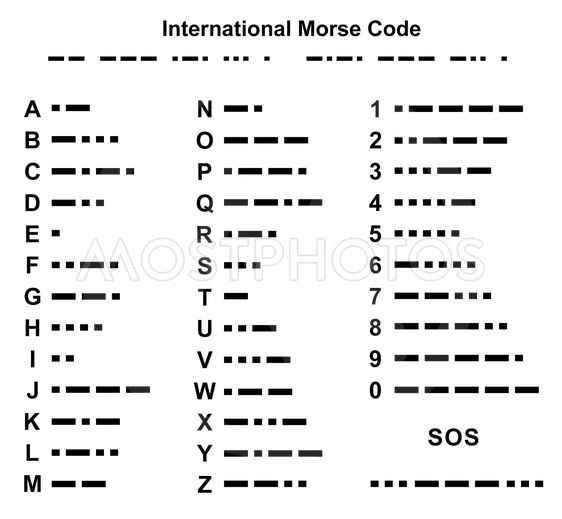 International Morse Code
— — — — — · — · · · · · — · — · — — — — · · ·
A · — N — · 1 · — — — —
B — · · · O — — — 2 · · — — —
C — · — · P · — — · 3 · · · — —
D — · · Q — — · — 4 · · · · —
E · R · — · 5 · · · · ·
MOSTPHOTOS
F · · — · S · · · 6 — · · · ·
G — — · T — 7 — — · · ·
H · · · · U · · — 8 — — — · ·
I · · V · · · — 9 — — — — ·
J · — — — W · — — 0 — — — — —
K — · — X — · · —
SOS
L · — · · Y — · — —
M — — Z — — · · · · · — — — · · ·